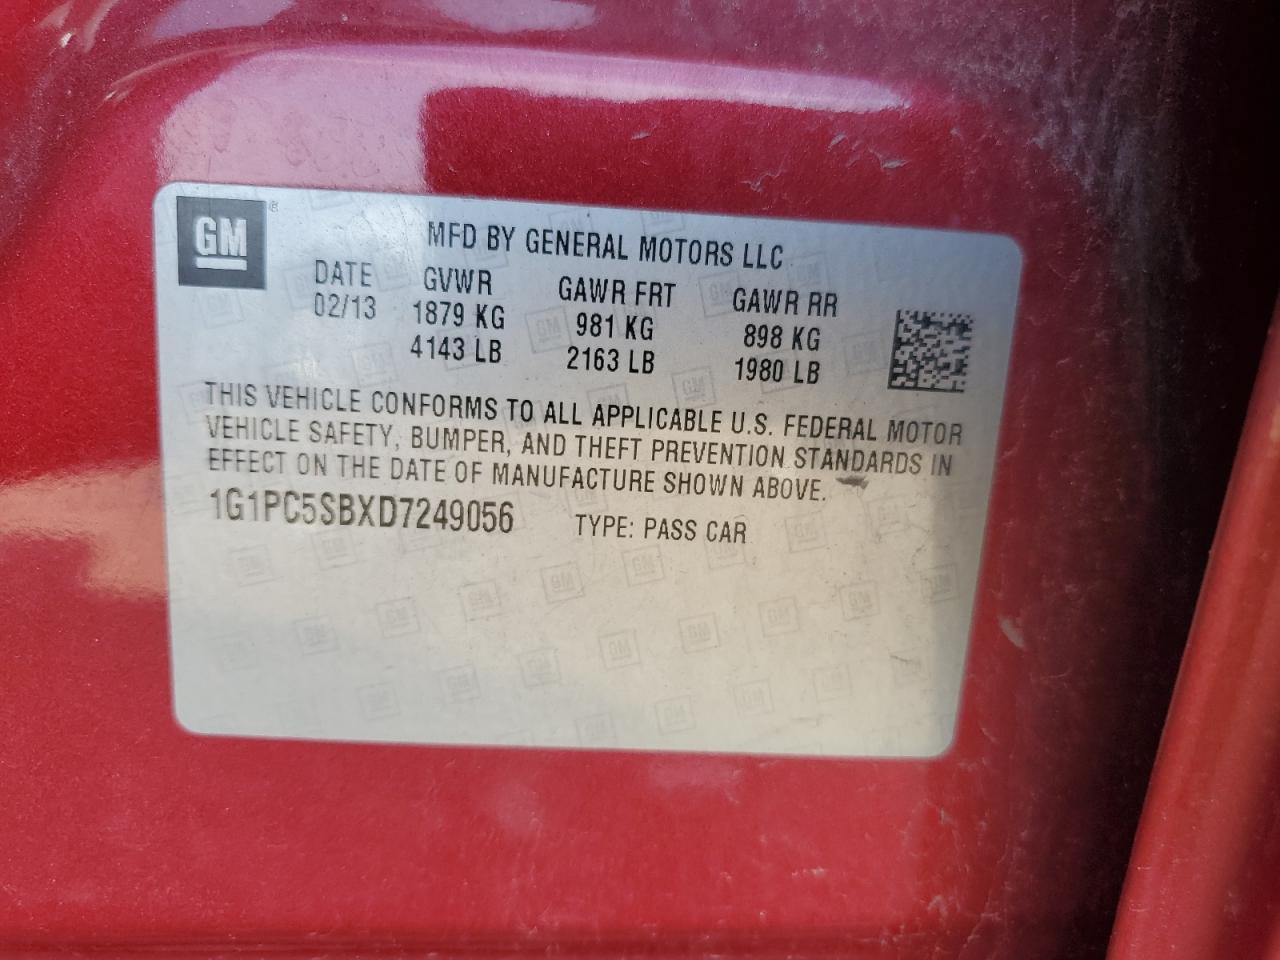 GM
MFD BY GENERAL MOTORS LLC
DATE GVWR GAWR FRT GAWR RR
02/13 1879 KG 981 KG 898 KG
4143 LB 2163 LB 1980 LB
THIS VEHICLE CONFORMS TO ALL APPLICABLE U.S. FEDERAL MOTOR
VEHICLE SAFETY, BUMPER, AND THEFT PREVENTION STANDARDS IN
EFFECT ON THE DATE OF MANUFACTURE SHOWN ABOVE.
1G1PC5SBXD7249056 TYPE: PASS CAR